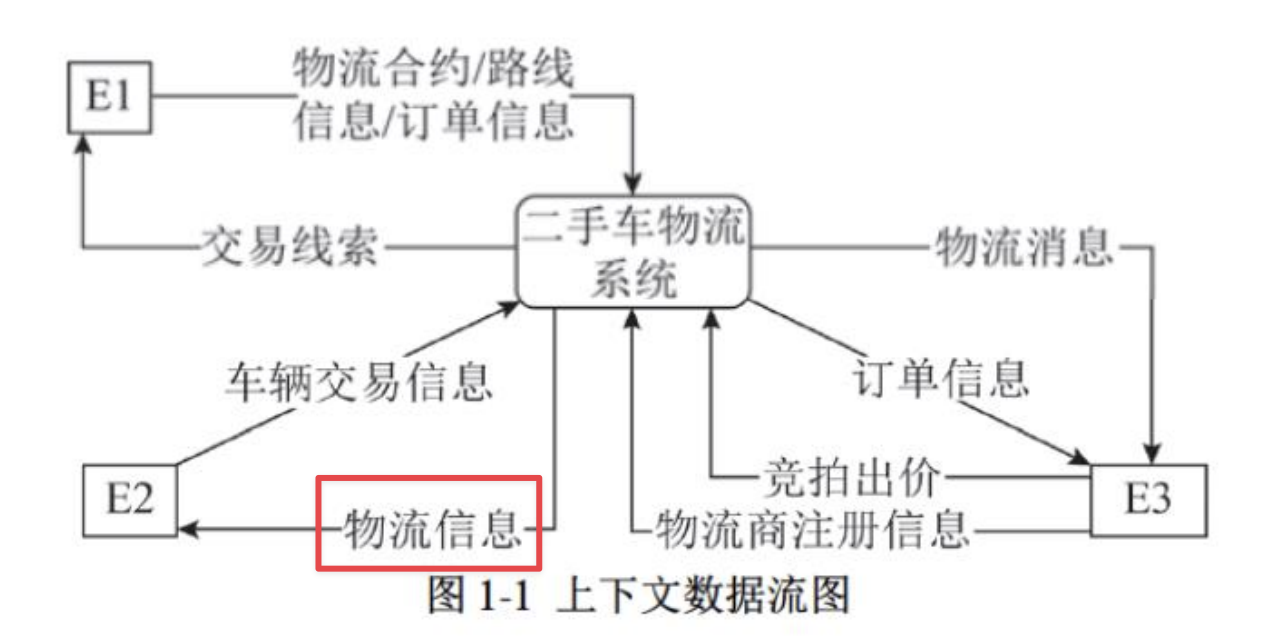 E1
物流合约/路线
信息/订单信息
交易线索
二手车物流
系统
物流消息
车辆交易信息
订单信息
E2
物流信息
竞拍出价
物流商注册信息
E3
图 1-1 上下文数据流图